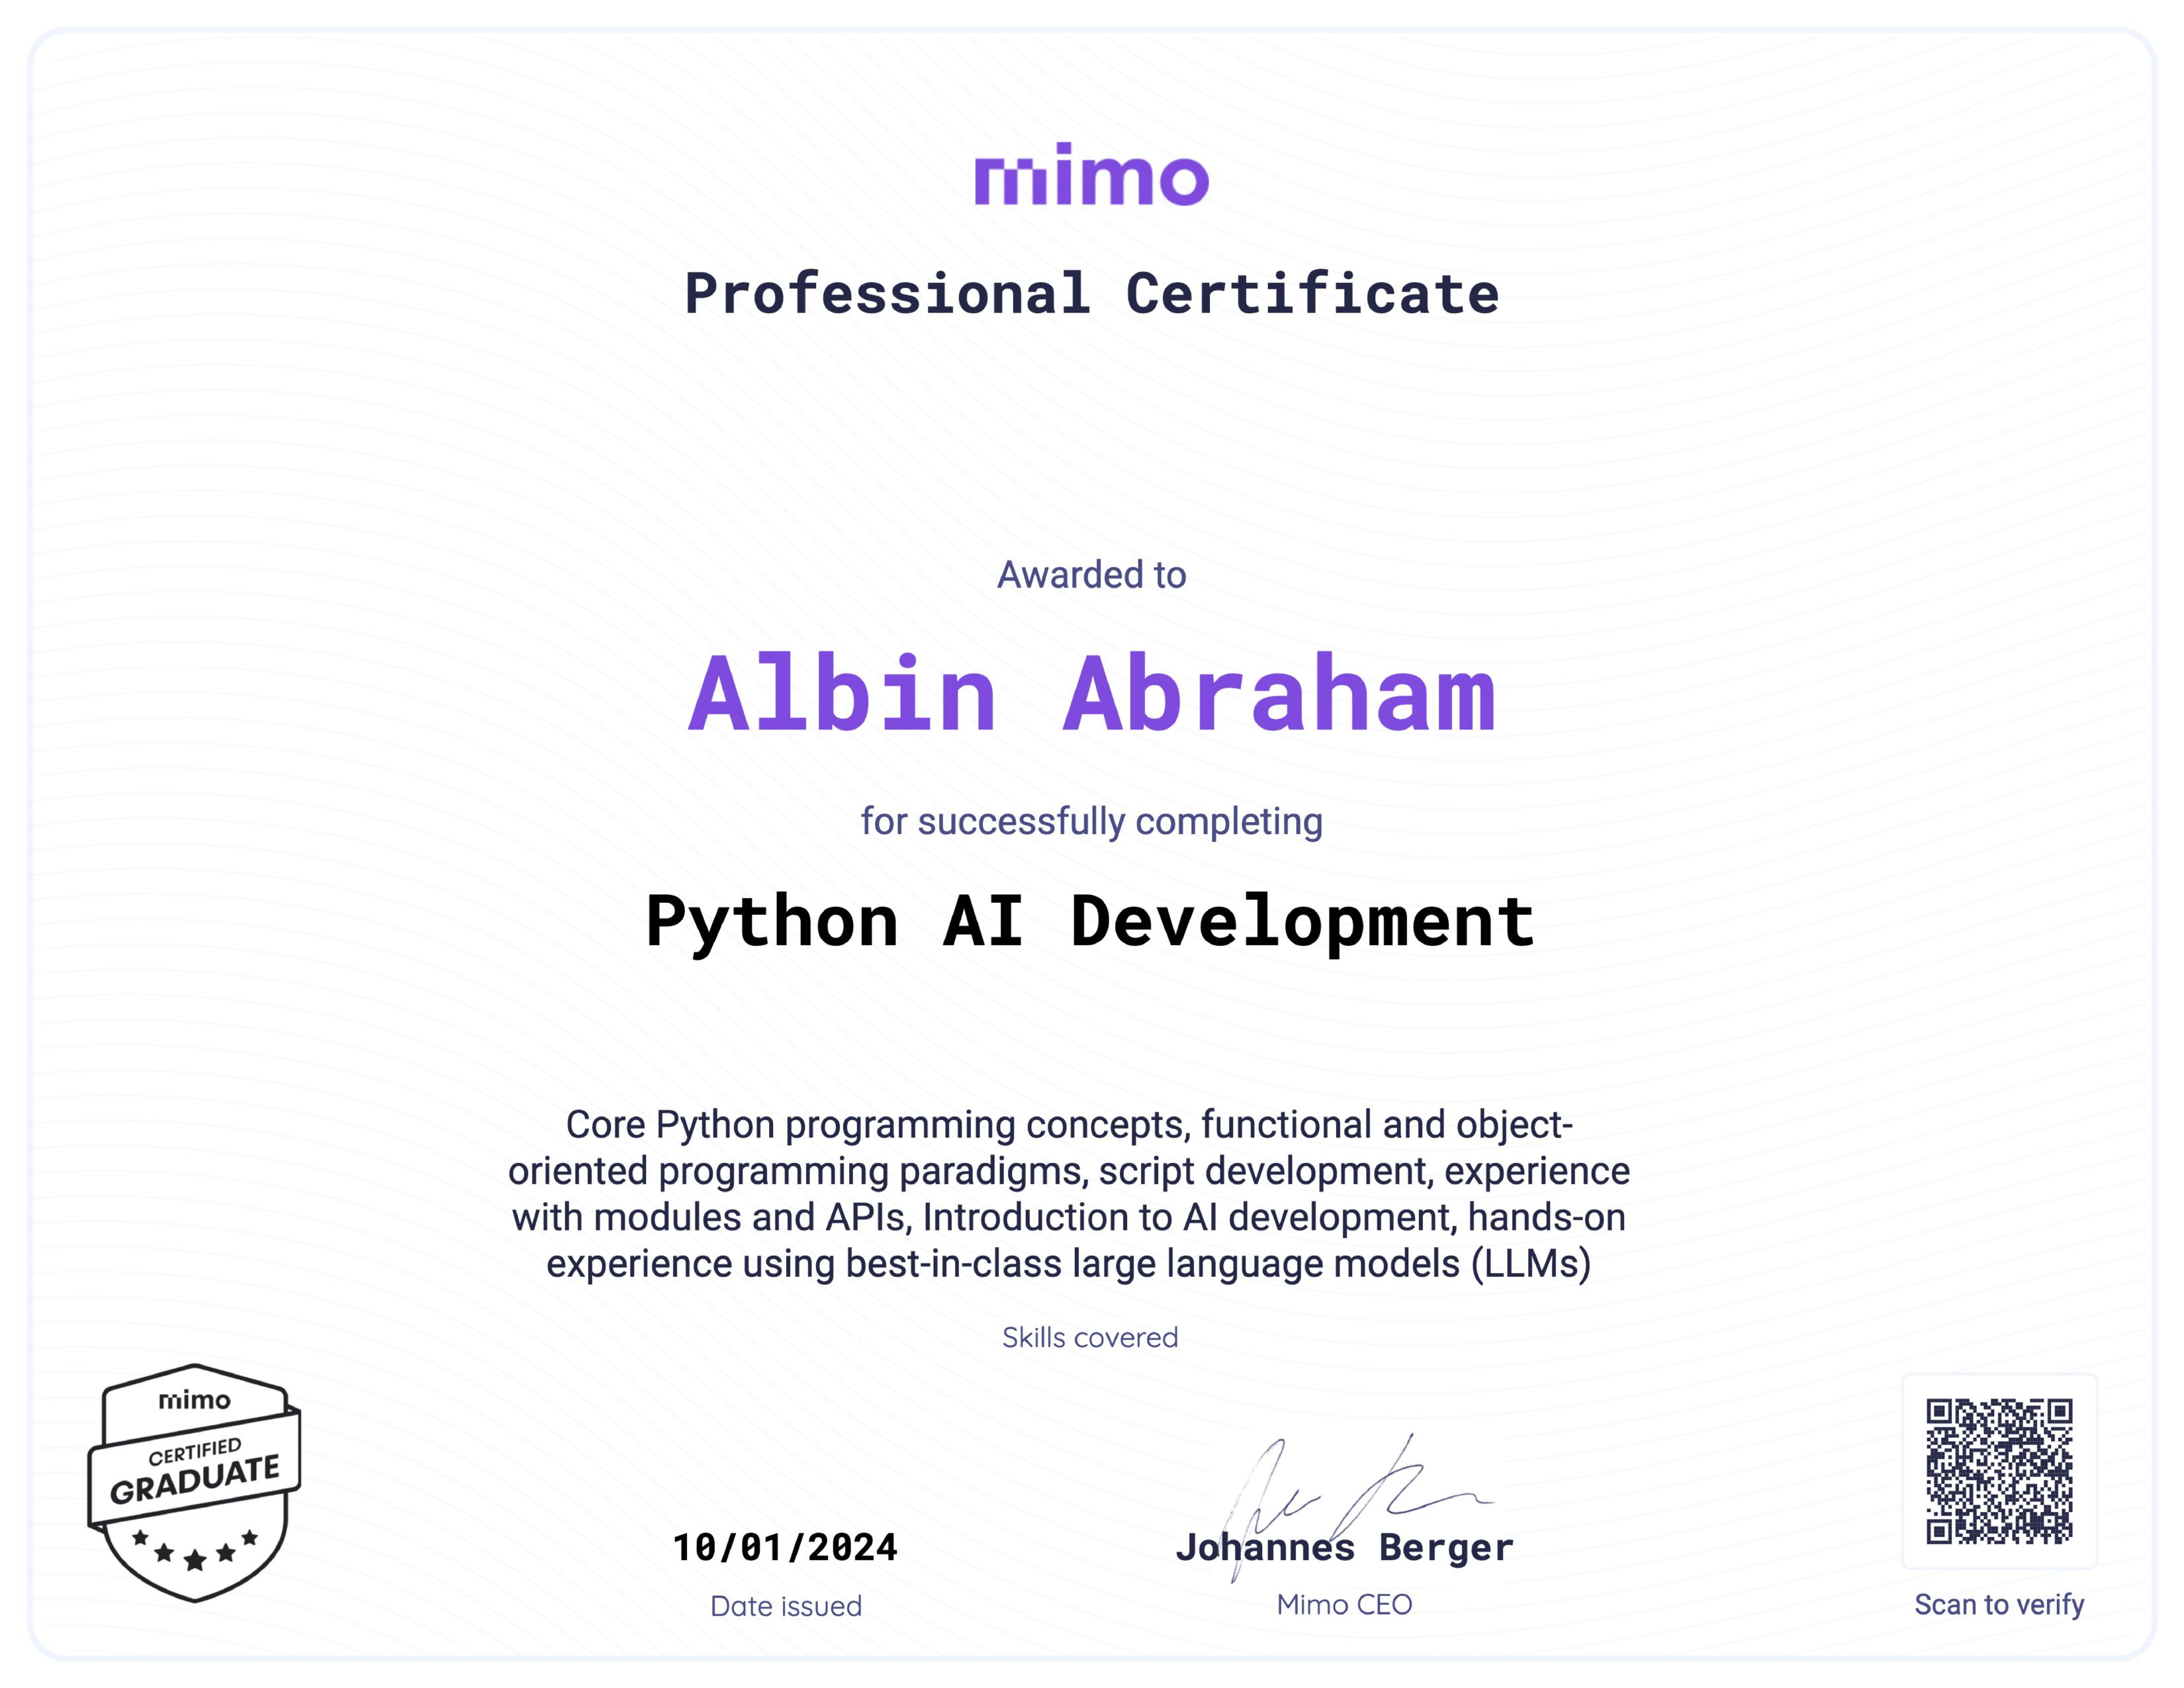 mimo
Professional Certificate
Awarded to
Albin Abraham
for successfully completing
Python AI Development
Core Python programming concepts, functional and object-
oriented programming paradigms, script development, experience
with modules and APIs, Introduction to AI development, hands-on
experience using best-in-class large language models (LLMs)
Skills covered
mimo
CERTIFIED
GRADUATE
10/01/2024
Date issued
Johannes Berger
Mimo CEO
Scan to verify